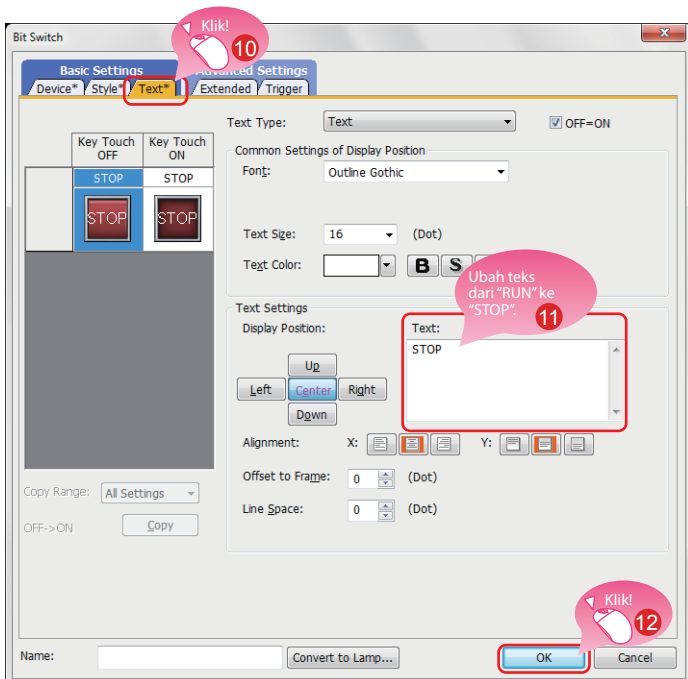 Klik!
10
Bit Switch
x
Basic Settings
Advanced Settings
Device* Style* Text* Extended Trigger
Text Type: Text OFF=ON
Key Touch OFF
Key Touch ON
STOP STOP
STOP STOP
Common Settings of Display Position
Font: Outline Gothic
Text Size: 16 (Dot)
Text Color: B S
Ubah teks
dari “RUN” ke
“STOP”.
11
Text Settings
Display Position: Text:
STOP
Up
Left Center Right
Down
Alignment: X: Y:
Offset to Frame: 0 (Dot)
Line Space: 0 (Dot)
Copy Range: All Settings
OFF->ON Copy
Klik!
12
Name: Convert to Lamp... OK Cancel